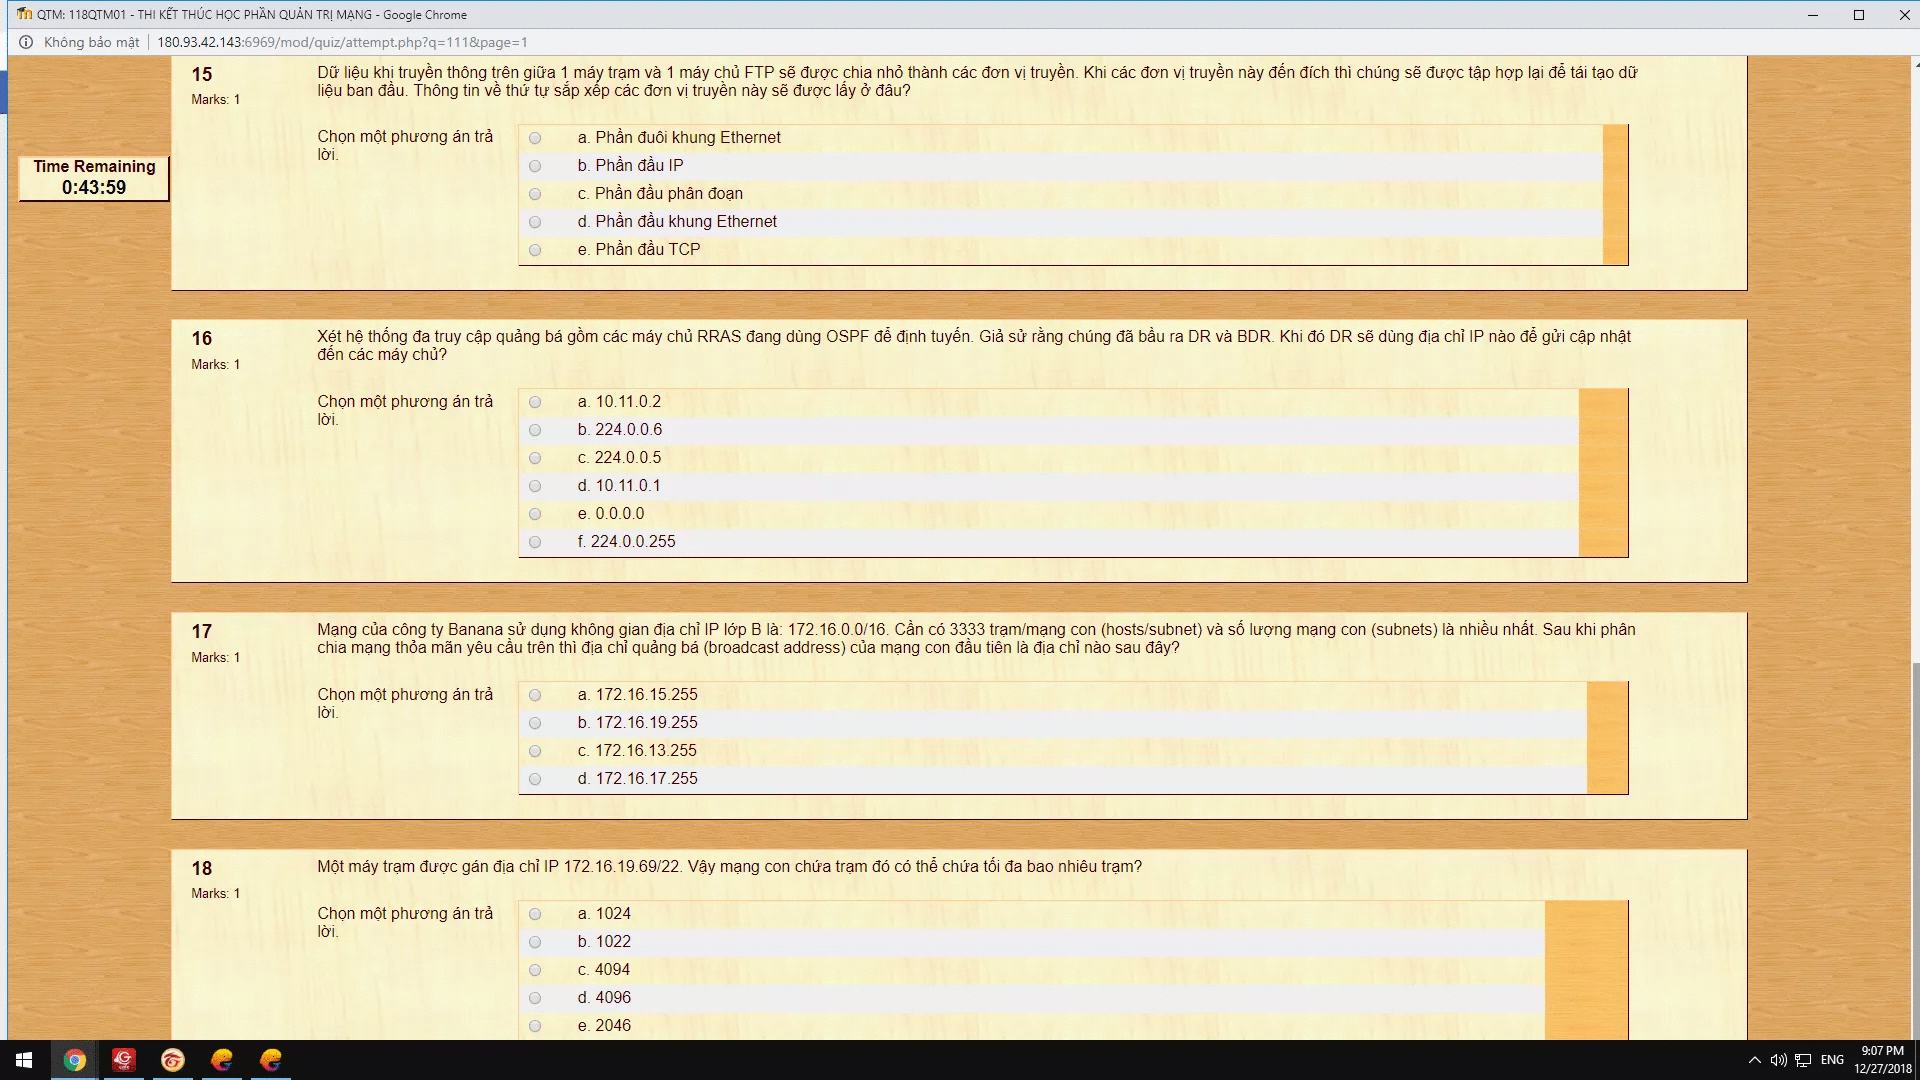 QTM: 118QTM01 - THI KẾT THÚC HỌC PHẦN QUẢN TRỊ MẠNG - Google Chrome
Không bảo mật | 180.93.42.143:6969/mod/quiz/attempt.php?q=111&page=1
Time Remaining
0:43:59
15
Marks: 1
Dữ liệu khi truyền thông trên giữa 1 máy trạm và 1 máy chủ FTP sẽ được chia nhỏ thành các đơn vị truyền. Khi các đơn vị truyền này đến đích thì chúng sẽ được tập hợp lại để tái tạo dữ
liệu ban đầu. Thông tin về thứ tự sắp xếp các đơn vị truyền này sẽ được lấy ở đâu?
Chọn một phương án trả
lời.
a. Phần đuôi khung Ethernet
b. Phần đầu IP
c. Phần đầu phân đoạn
d. Phần đầu khung Ethernet
e. Phần đầu TCP
16
Marks: 1
Xét hệ thống đa truy cập quảng bá gồm các máy chủ RRAS đang dùng OSPF để định tuyến. Giả sử rằng chúng đã bầu ra DR và BDR. Khi đó DR sẽ dùng địa chỉ IP nào để gửi cập nhật
đến các máy chủ?
Chọn một phương án trả
lời.
a. 10.11.0.2
b. 224.0.0.6
c. 224.0.0.5
d. 10.11.0.1
e. 0.0.0.0
f. 224.0.0.255
17
Marks: 1
Mạng của công ty Banana sử dụng không gian địa chỉ IP lớp B là: 172.16.0.0/16. Cần có 3333 trạm/mạng con (hosts/subnet) và số lượng mạng con (subnets) là nhiều nhất. Sau khi phân
chia mạng thỏa mãn yêu cầu trên thì địa chỉ quảng bá (broadcast address) của mạng con đầu tiên là địa chỉ nào sau đây?
Chọn một phương án trả
lời.
a. 172.16.15.255
b. 172.16.19.255
c. 172.16.13.255
d. 172.16.17.255
18
Marks: 1
Một máy trạm được gán địa chỉ IP 172.16.19.69/22. Vậy mạng con chứa trạm đó có thể chứa tối đa bao nhiêu trạm?
Chọn một phương án trả
lời.
a. 1024
b. 1022
c. 4094
d. 4096
e. 2046
ENG
9:07 PM
12/27/2018